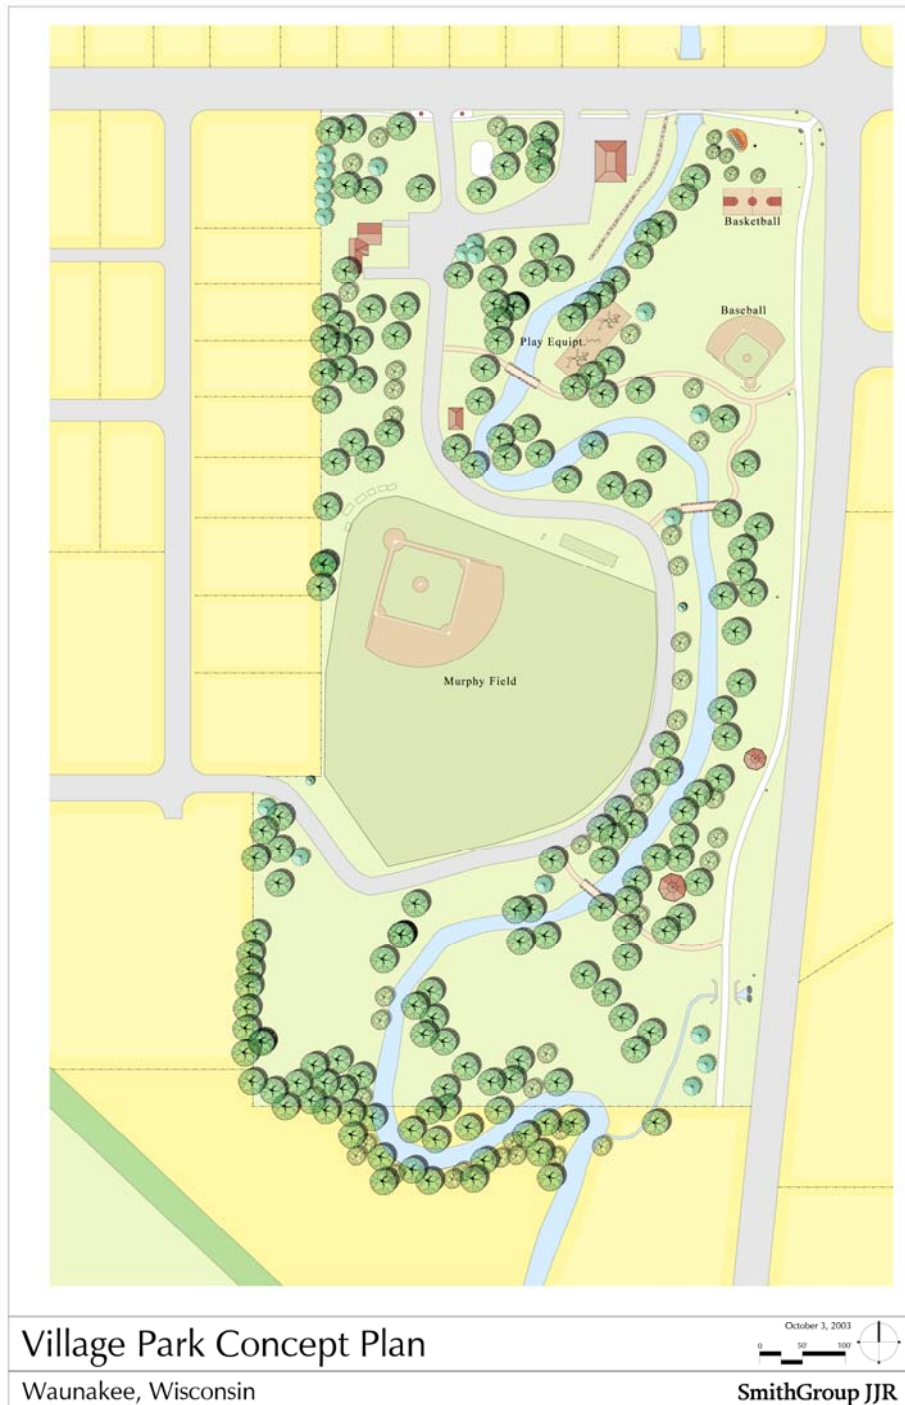 Basketball
Baseball
Play Equipt.
Murphy Field
Village Park Concept Plan
October 3, 2003
0 50' 100'
Waunakee, Wisconsin
SmithGroup JJR